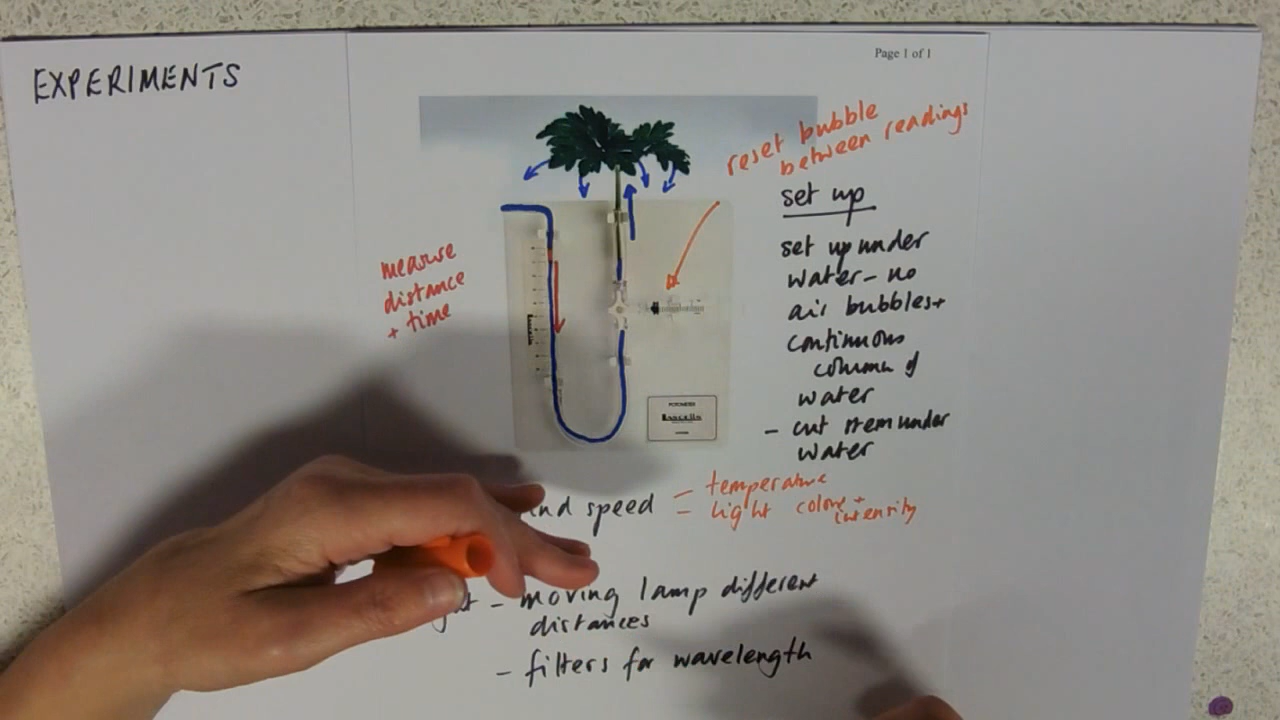 Page 1 of 1
EXPERIMENTS
reset bubble
between readings
set up
set up under
water - no
air bubbles +
continuous
column of
water
- cut stem under
water
measure
distance
+ time
POTOMETER
nd speed
- temperature
- light colour +
intensity
- moving lamp different
distances
- filters for wavelength